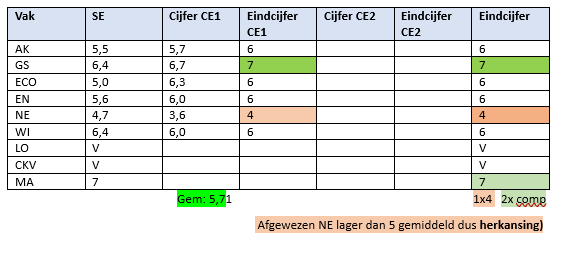 Vak SE Cijfer CE1 Eindcijfer CE1 Cijfer CE2 Eindcijfer CE2 Eindcijfer
AK 5,5 5,7 6 6
GS 6,4 6,7 7 7
ECO 5,0 6,3 6 6
EN 5,6 6,0 6 6
NE 4,7 3,6 4 4
WI 6,4 6,0 6 6
LO V V
CKV V V
MA 7 7
Gem: 5,71 1x4 2x comp
Afgewezen NE lager dan 5 gemiddeld dus herkansing)